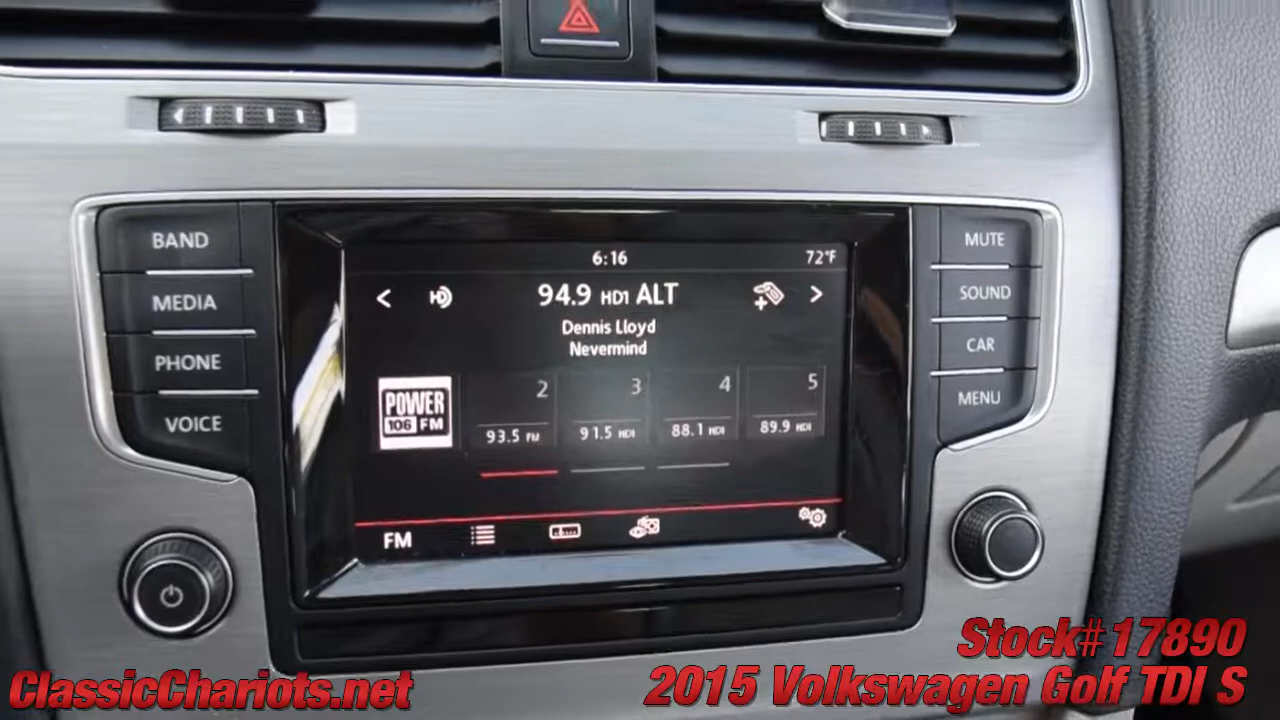 BAND
MEDIA
PHONE
VOICE
6:16
72°F
<
94.9 HD1 ALT
>
Dennis Lloyd
Nevermind
POWER
106 FM
2
93.5 FM
3
91.5 HD1
4
88.1 HD1
5
89.9 HD1
FM
MUTE
SOUND
CAR
MENU
Stock# 17890
ClassicChariots.net
2015 Volkswagen Golf TDI S